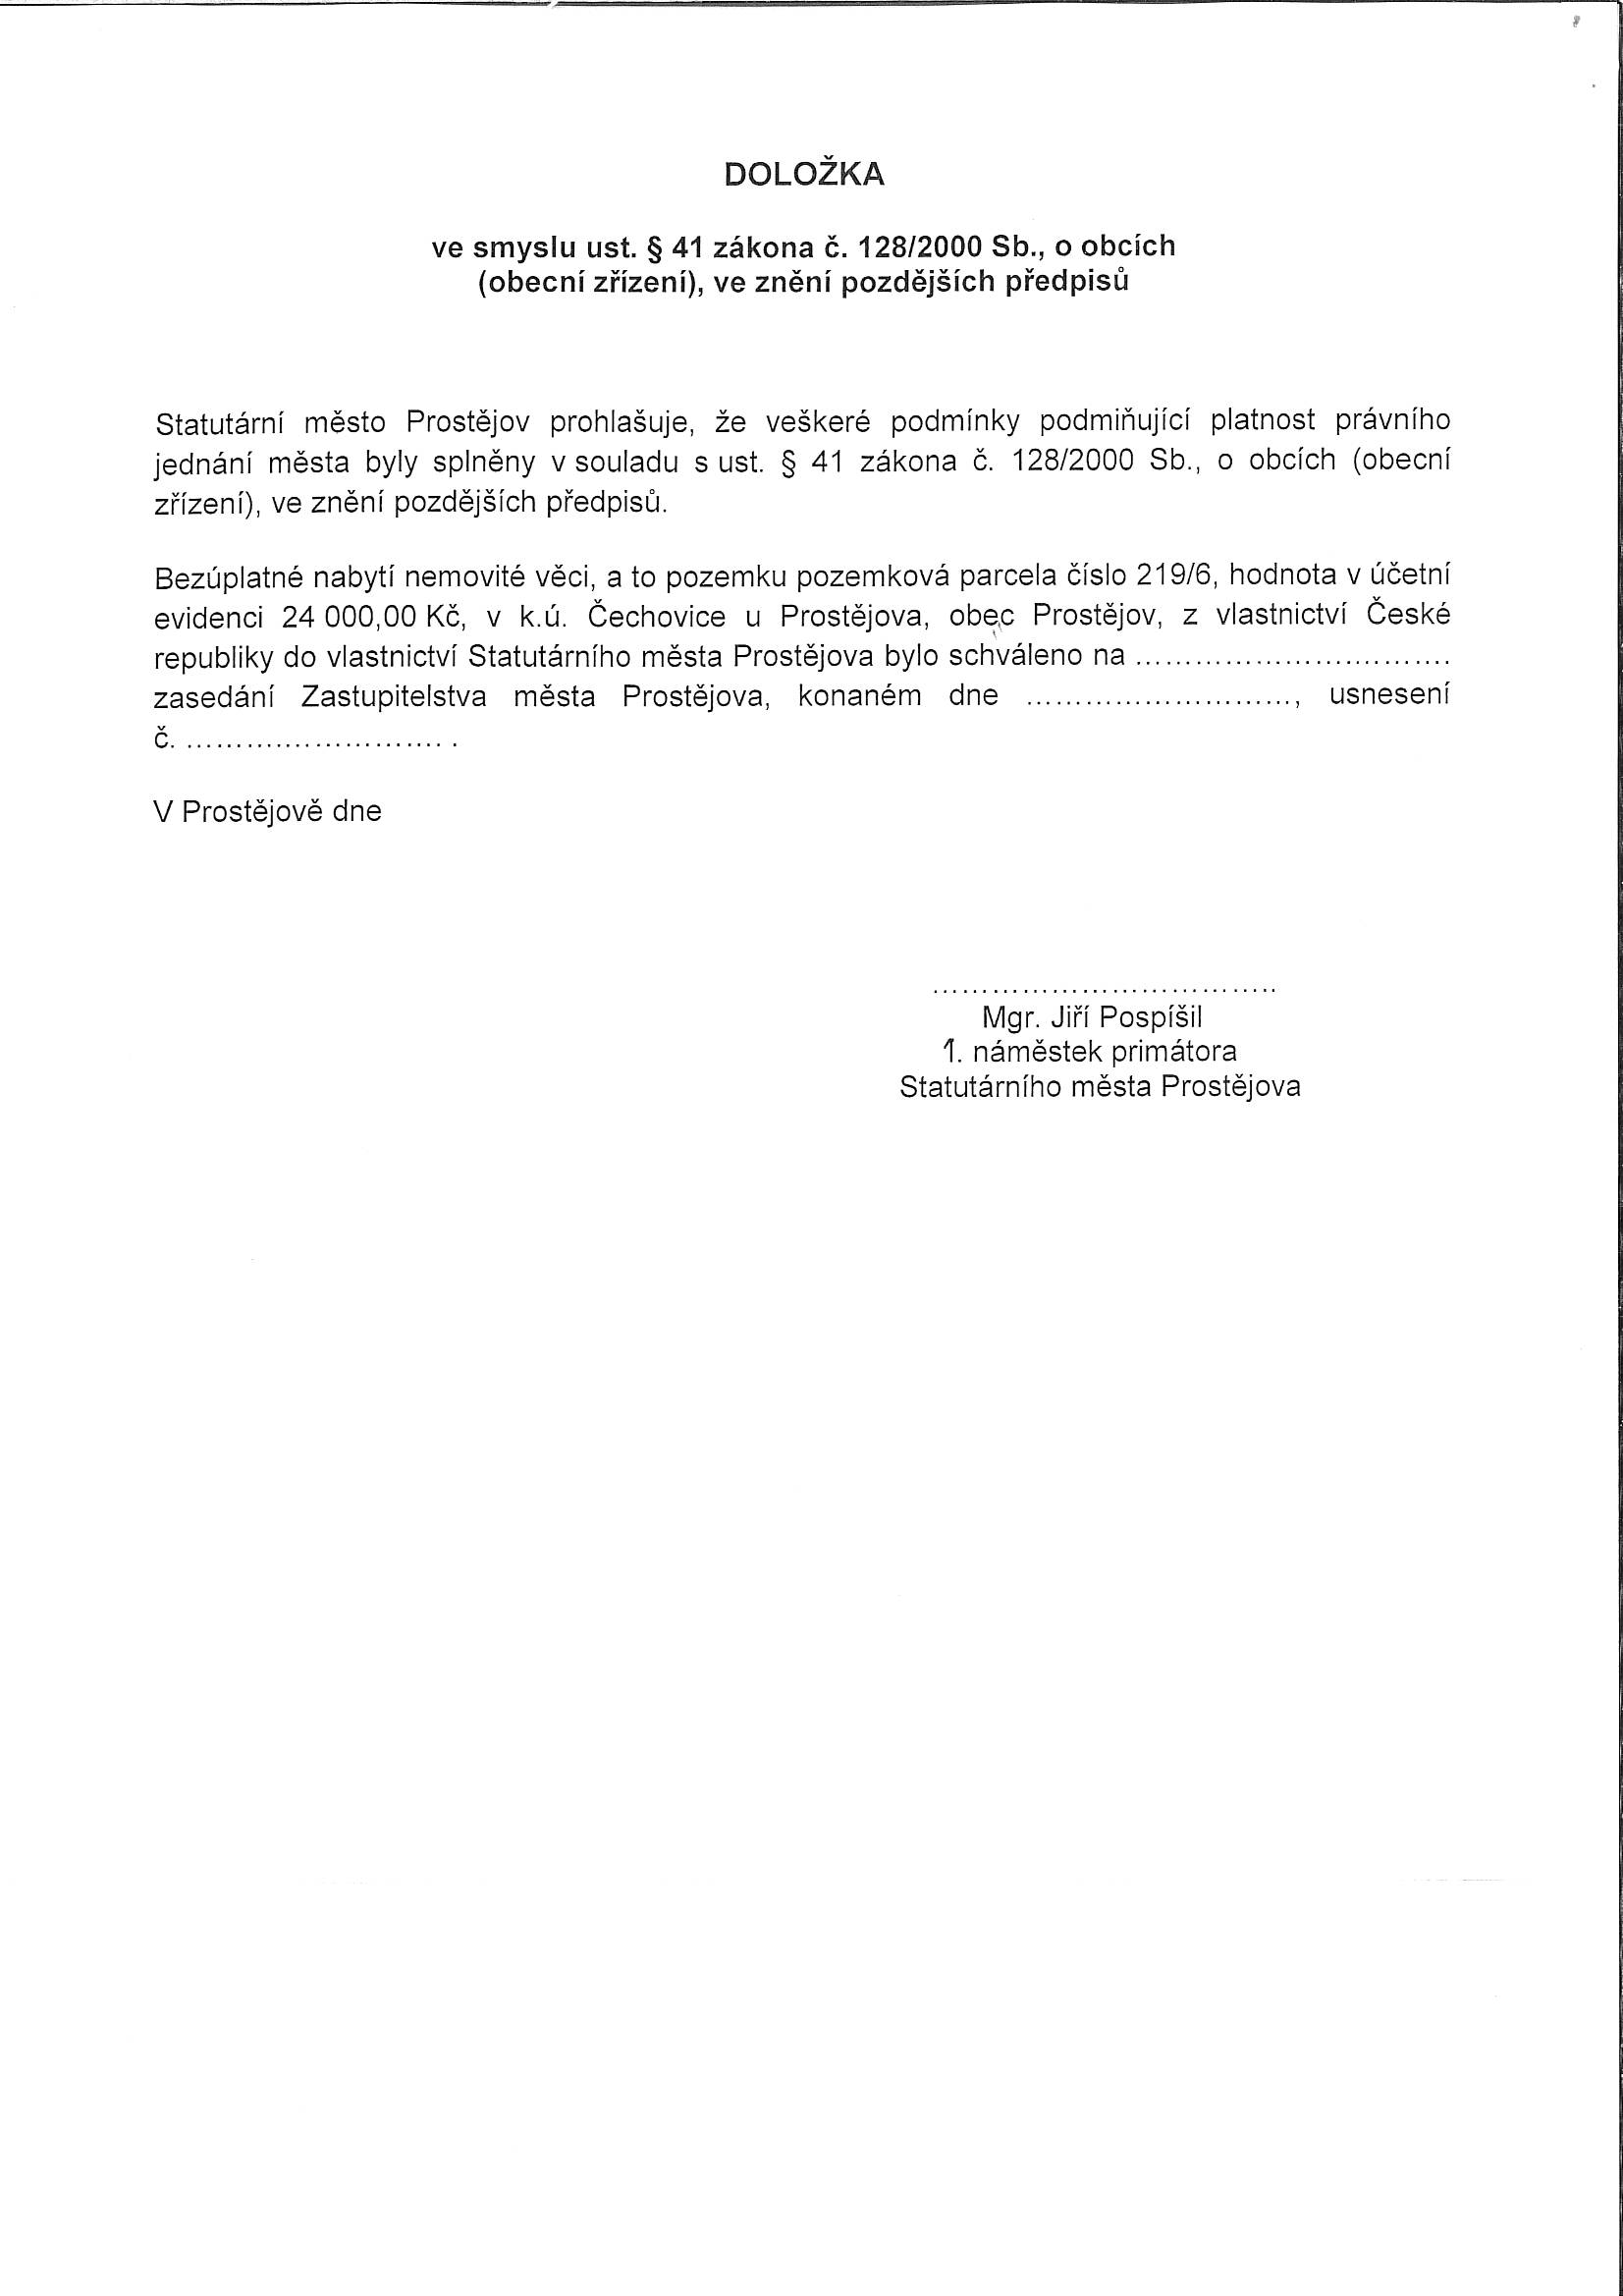 DOLOŽKA
ve smyslu ust. § 41 zákona č. 128/2000 Sb., o obcích
(obecní zřízení), ve znění pozdějších předpisů
Statutární město Prostějov prohlašuje, že veškeré podmínky podmiňující platnost právního
jednání města byly splněny v souladu s ust. § 41 zákona č. 128/2000 Sb., o obcích (obecní
zřízení), ve znění pozdějších předpisů.
Bezúplatné nabytí nemovité věci, a to pozemku pozemková parcela číslo 219/6, hodnota v účetní
evidenci 24 000,00 Kč, v k.ú. Čechovice u Prostějova, obec Prostějov, z vlastnictví České
republiky do vlastnictví Statutárního města Prostějova bylo schváleno na ................................
zasedání Zastupitelstva města Prostějova, konaném dne ..........................., usnesení
č. .......................... .
V Prostějově dne
...................................
Mgr. Jiří Pospíšil
1. náměstek primátora
Statutárního města Prostějova